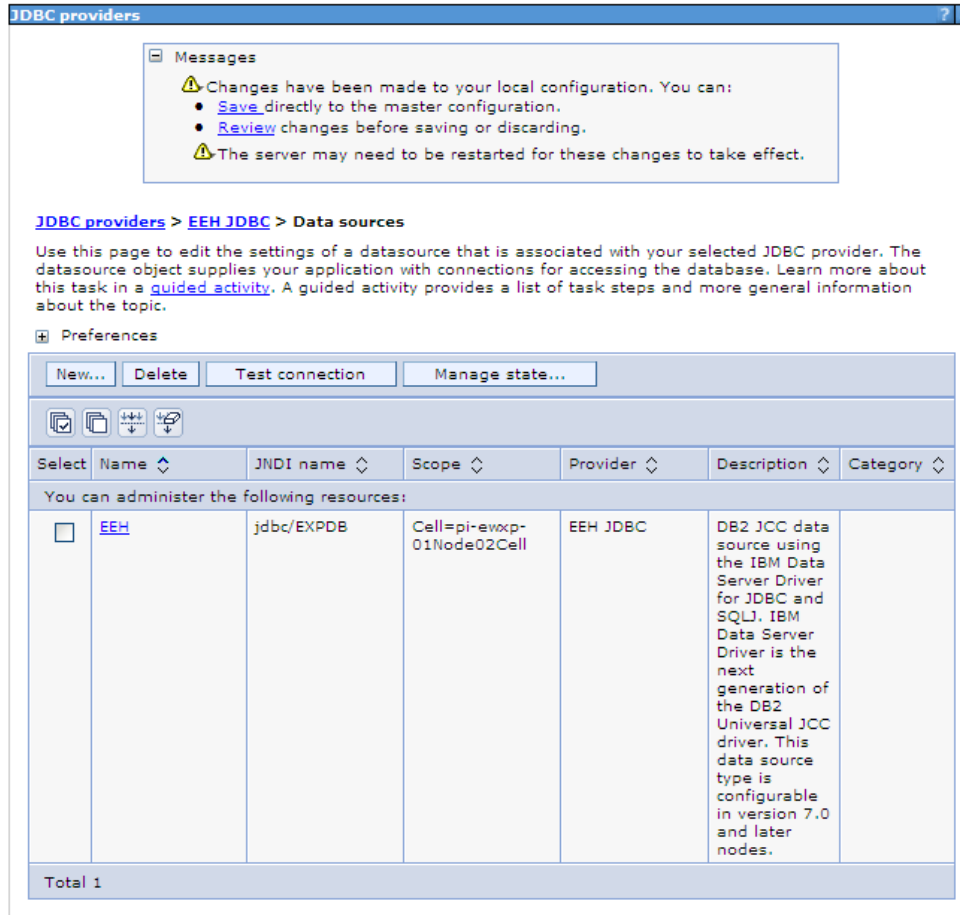 JDBC providers ?
Messages
Changes have been made to your local configuration. You can:
Save directly to the master configuration.
Review changes before saving or discarding.
The server may need to be restarted for these changes to take effect.
JDBC providers > EEH JDBC > Data sources
Use this page to edit the settings of a datasource that is associated with your selected JDBC provider. The
datasource object supplies your application with connections for accessing the database. Learn more about
this task in a guided activity. A guided activity provides a list of task steps and more general information
about the topic.
Preferences
New... Delete Test connection Manage state...
Select Name JNDI name Scope Provider Description Category
You can administer the following resources:
EEH jdbc/EXPDB Cell=pi-ewxp- EEH JDBC DB2 JCC data
01Node02Cell source using
the IBM Data
Server Driver
for JDBC and
SQLJ. IBM
Data Server
Driver is the
next
generation of
the DB2
Universal JCC
driver. This
data source
type is
configurable
in version 7.0
and later
nodes.
Total 1